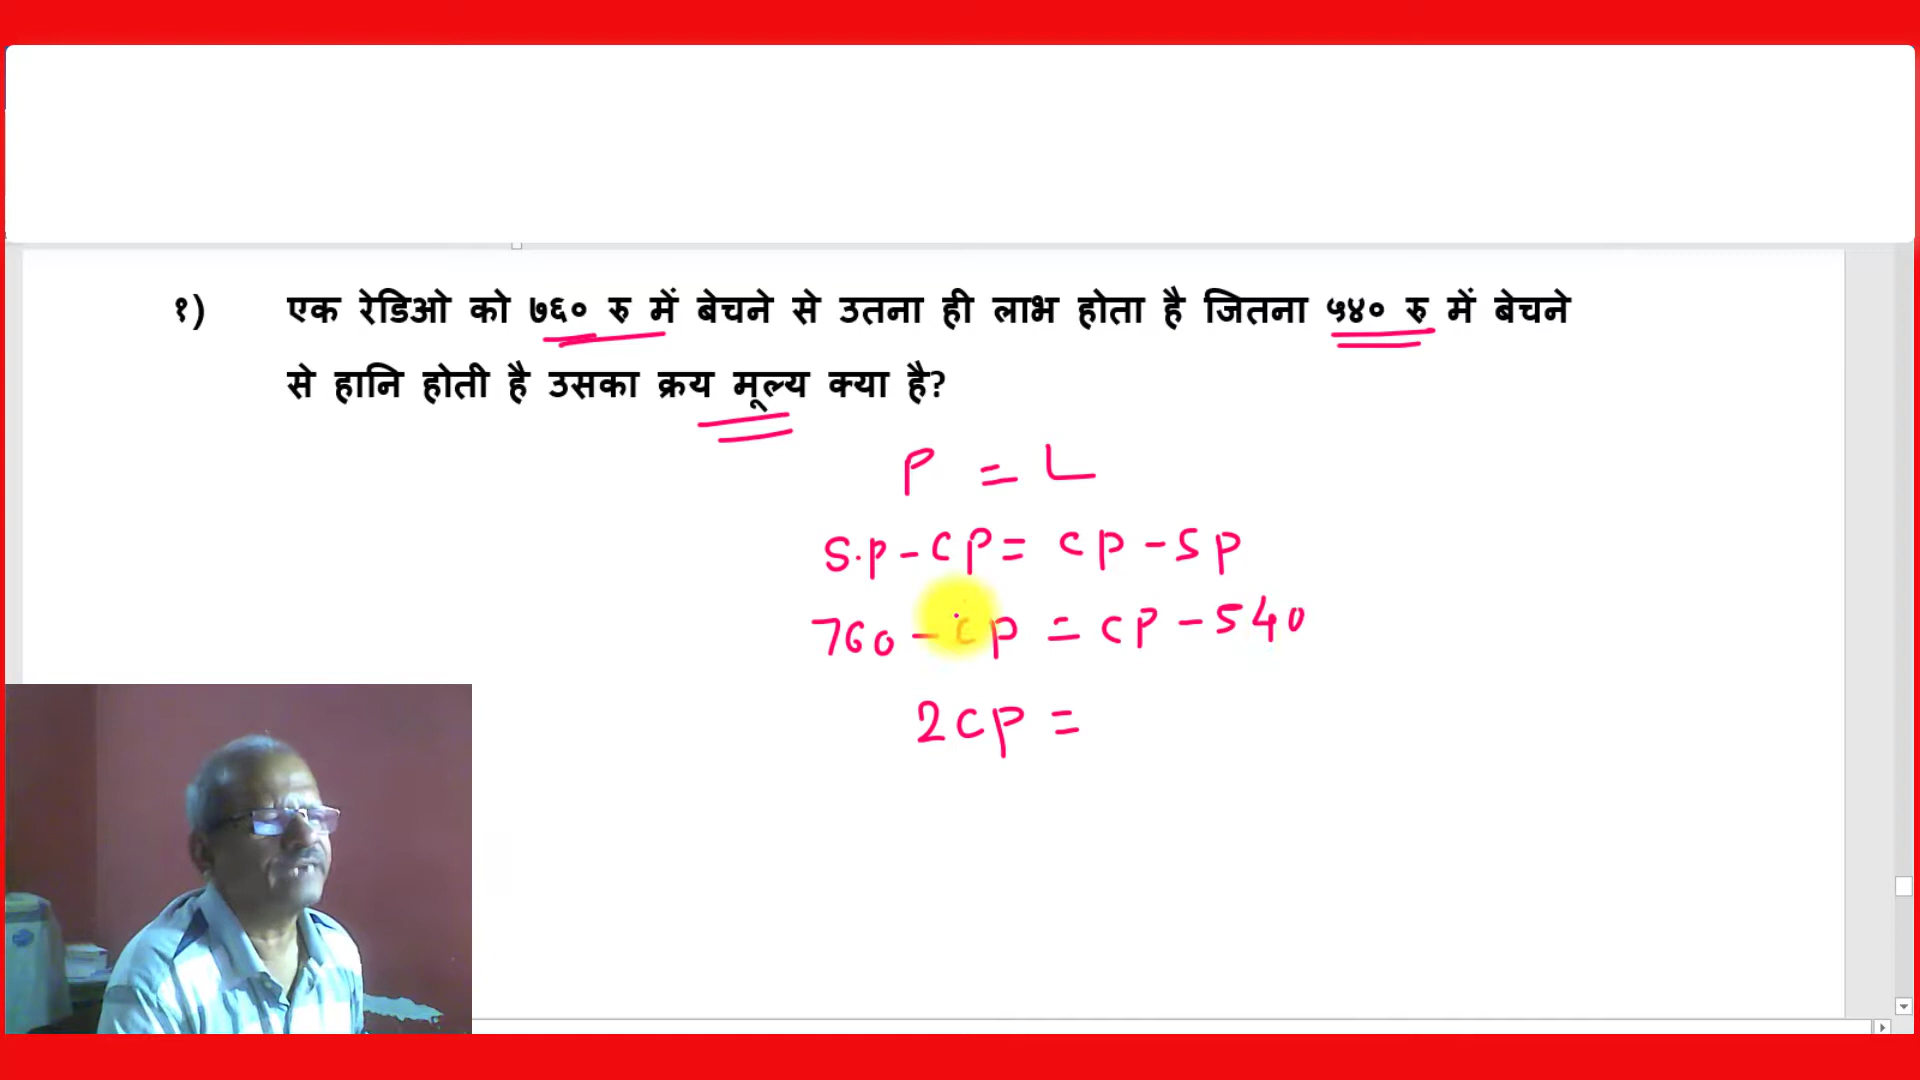 १) एक रेडिओ को ७६० रु में बेचने से उतना ही लाभ होता है जितना ५४० रु में बेचने
से हानि होती है उसका क्रय मूल्य क्या है?
P = L
S.P - CP = CP - SP
760 - CP = CP - 540
2CP =